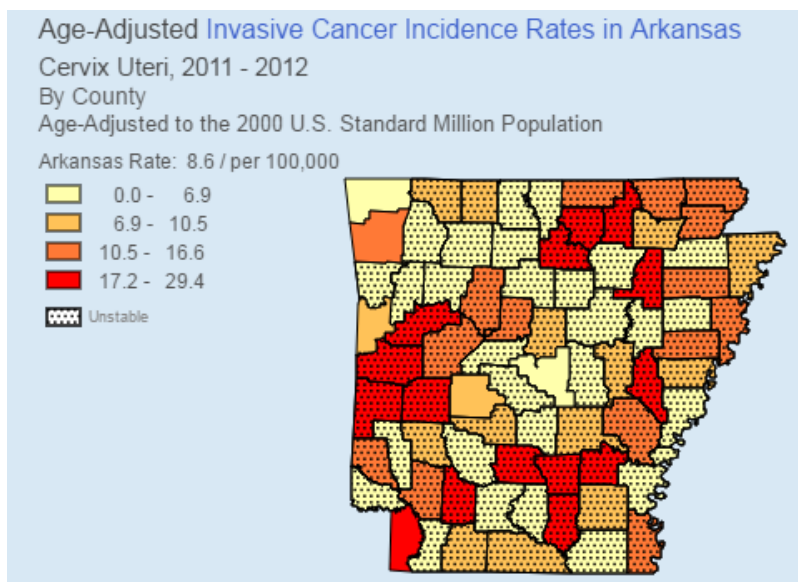 Age-Adjusted Invasive Cancer Incidence Rates in Arkansas
Cervix Uteri, 2011 - 2012
By County
Age-Adjusted to the 2000 U.S. Standard Million Population
Arkansas Rate: 8.6 / per 100,000
0.0 - 6.9
6.9 - 10.5
10.5 - 16.6
17.2 - 29.4
Unstable